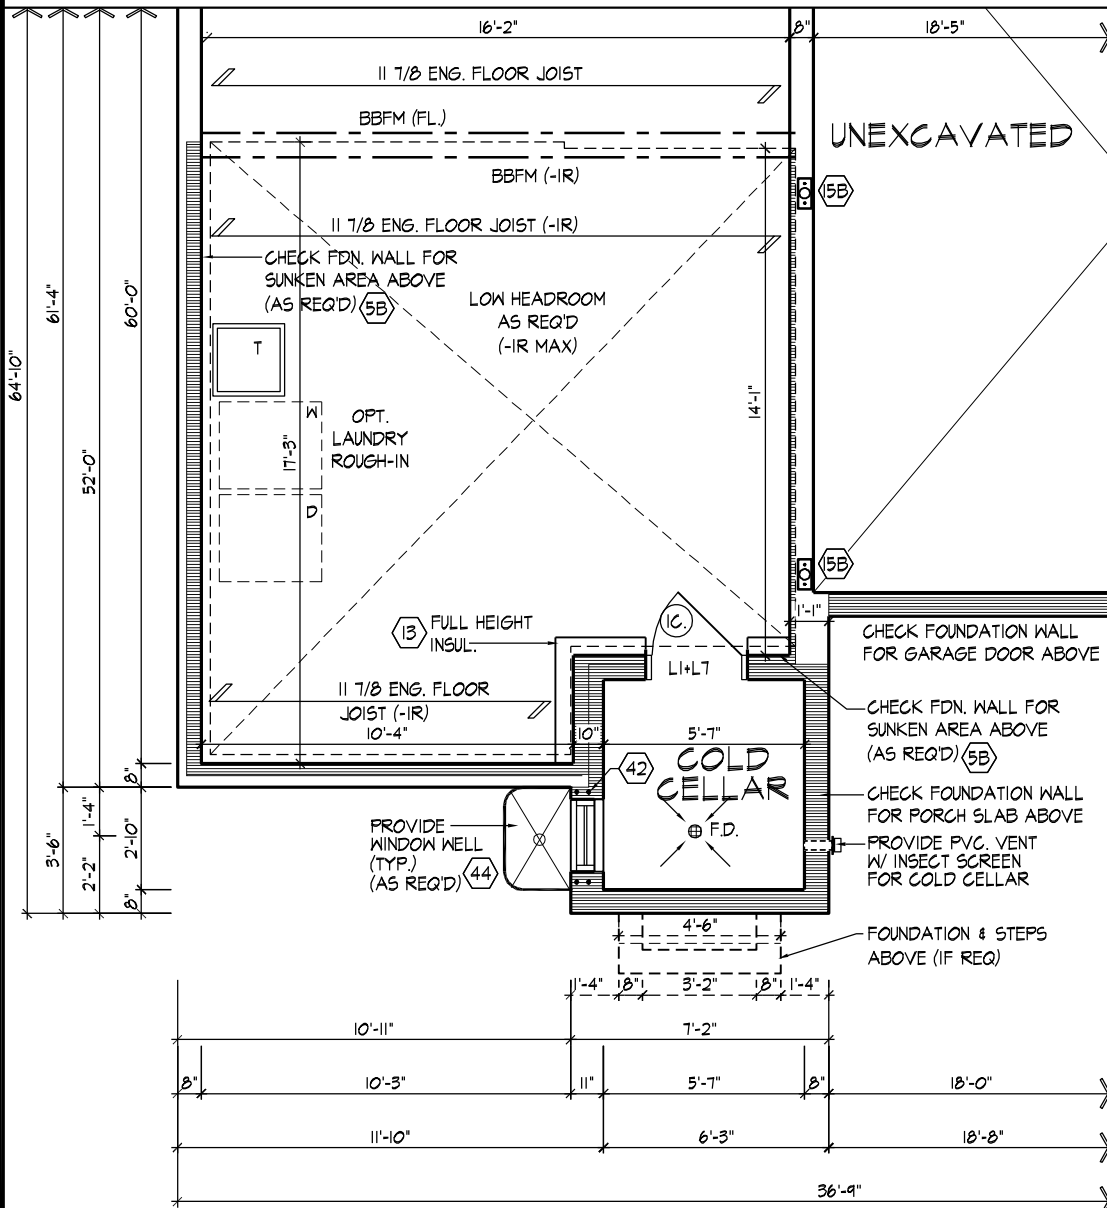 16'-2"
8"
18'-5"
11 7/8 ENG. FLOOR JOIST
BBFM (FL.)
UNEXCAVATED
BBFM (-1R)
15B
11 7/8 ENG. FLOOR JOIST (-1R)
CHECK FDN. WALL FOR
SUNKEN AREA ABOVE
(AS REQ'D) 5B
LOW HEADROOM
AS REQ'D
(-1R MAX)
64'-10"
61'-4"
52'-0"
60'-0"
T
W
D
OPT.
LAUNDRY
ROUGH-IN
17'-3"
14'-1"
15B
1'-1"
13 FULL HEIGHT
INSUL.
1C.
L1+L7
CHECK FOUNDATION WALL
FOR GARAGE DOOR ABOVE
11 7/8 ENG. FLOOR
JOIST (-1R)
10'-4"
10"
5'-7"
CHECK FDN. WALL FOR
SUNKEN AREA ABOVE
(AS REQ'D) 5B
42
COLD
CELLAR
F.D.
CHECK FOUNDATION WALL
FOR PORCH SLAB ABOVE
PROVIDE PVC. VENT
W/ INSECT SCREEN
FOR COLD CELLAR
PROVIDE
WINDOW WELL
(TYP.)
(AS REQ'D) 44
8"
3'-6"
1'-4"
2'-2"
2'-10"
8"
4'-6"
FOUNDATION & STEPS
ABOVE (IF REQ)
1'-4"
8"
3'-2"
8"
1'-4"
10'-11"
7'-2"
8"
10'-3"
11"
5'-7"
8"
18'-0"
11'-10"
6'-3"
18'-8"
36'-9"